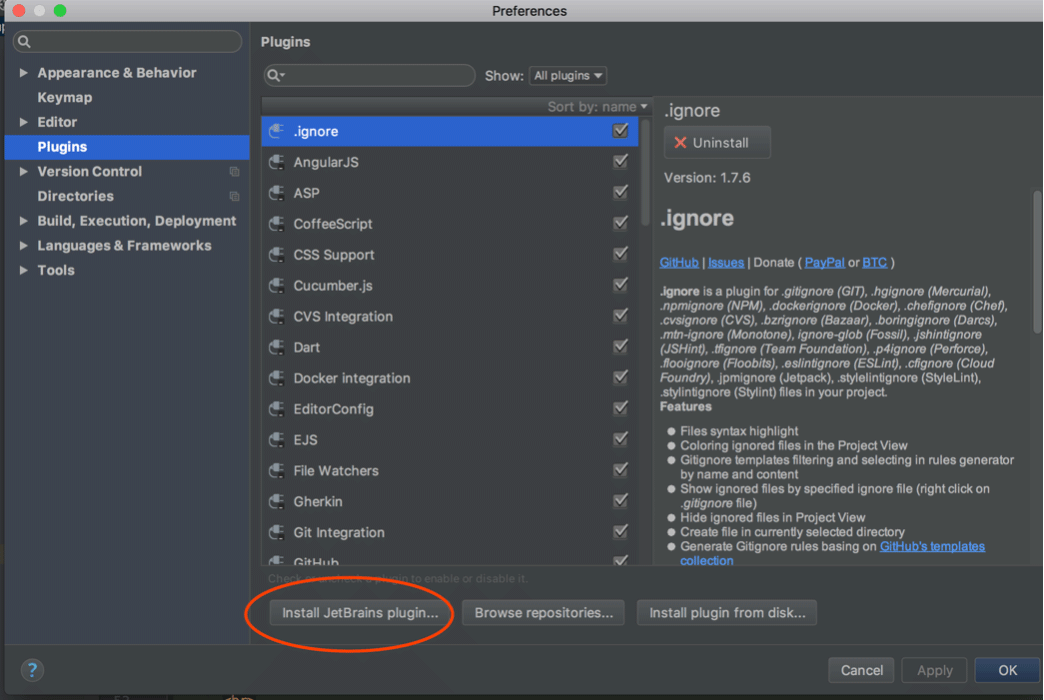 Preferences
Appearance & Behavior
Keymap
Editor
Plugins
Version Control
Directories
Build, Execution, Deployment
Languages & Frameworks
Tools
Plugins
Show: All plugins
Sort by: name
.ignore
AngularJS
ASP
CoffeeScript
CSS Support
Cucumber.js
CVS Integration
Dart
Docker integration
EditorConfig
EJS
File Watchers
Gherkin
Git Integration
GitHub
Check or uncheck a plugin to enable or disable it.
.ignore
Uninstall
Version: 1.7.6
.ignore
GitHub | Issues | Donate ( PayPal or BTC )
.ignore is a plugin for .gitignore (GIT), .hgignore (Mercurial),
.npmignore (NPM), .dockerignore (Docker), .chefignore (Chef),
.cvsignore (CVS), .bzrignore (Bazaar), .boringignore (Darcs),
.mtn-ignore (Monotone), ignore-glob (Fossil), .jshintignore
(JSHint), .tfignore (Team Foundation), .p4ignore (Perforce),
.flooignore (Floobits), .eslintignore (ESLint), .cfignore (Cloud
Foundry), .jpmignore (Jetpack), .stylelintignore (StyleLint),
.stylintignore (Stylint) files in your project.
Features
Files syntax highlight
Coloring ignored files in the Project View
Gitignore templates filtering and selecting in rules generator
by name and content
Show ignored files by specified ignore file (right click on
.gitignore file)
Hide ignored files in Project View
Create file in currently selected directory
Generate Gitignore rules basing on GitHub's templates
collection
Install JetBrains plugin... Browse repositories... Install plugin from disk...
? Cancel Apply OK